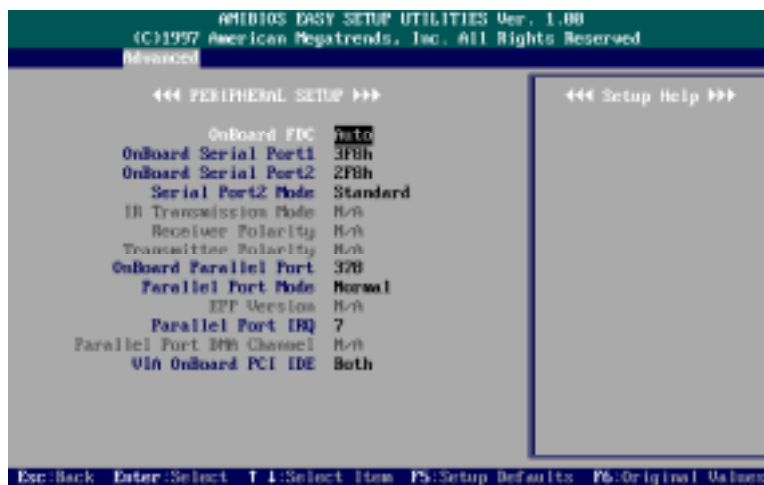 AMIBIOS EASY SETUP UTILITIES Ver. 1.00
(C)1997 American Megatrends, Inc. All Rights Reserved
Advanced
PERIPHERAL SETUP
Setup Help
OnBoard FDC Auto
OnBoard Serial Port1 3F8h
OnBoard Serial Port2 2F8h
Serial Port2 Mode Standard
IR Transmission Mode N/A
Receiver Polarity N/A
Transmitter Polarity N/A
OnBoard Parallel Port 378
Parallel Port Mode Normal
EPP Version N/A
Parallel Port IRQ 7
Parallel Port DMA Channel N/A
VIA OnBoard PCI IDE Both
Esc:Back Enter:Select ↑ ↓:Select Item F5:Setup Defaults F6:Original Values